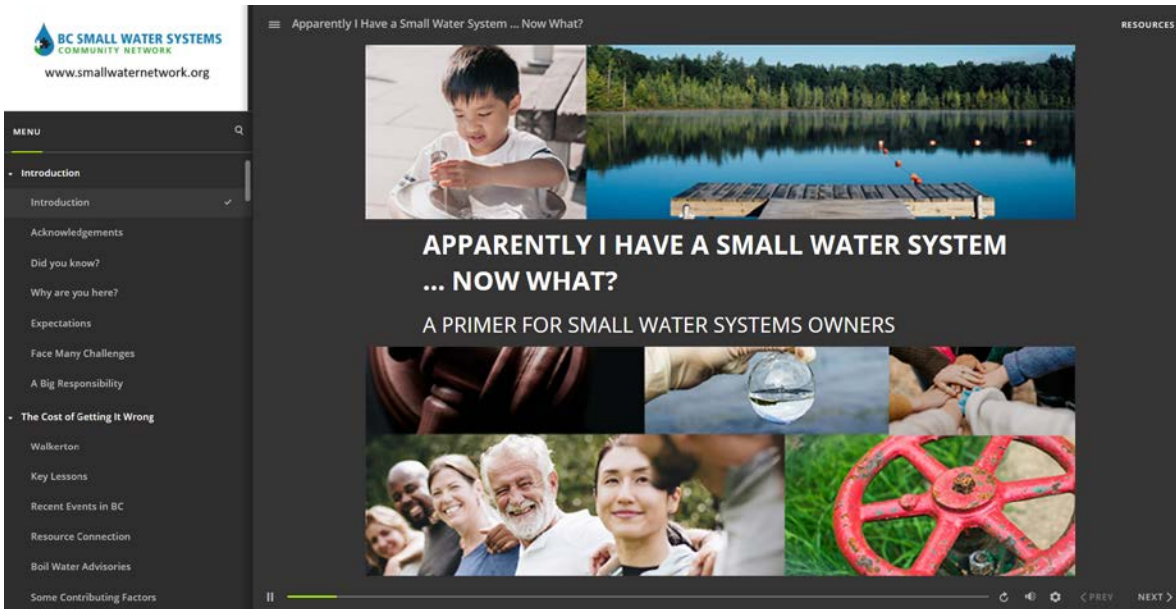 BC SMALL WATER SYSTEMS
COMMUNITY NETWORK
www.smallwaternetwork.org
MENU
Introduction
Introduction
Acknowledgements
Did you know?
Why are you here?
Expectations
Face Many Challenges
A Big Responsibility
The Cost of Getting It Wrong
Walkerton
Key Lessons
Recent Events in BC
Resource Connection
Boil Water Advisories
Some Contributing Factors
Apparently I Have a Small Water System ... Now What?
RESOURCES
APPARENTLY I HAVE A SMALL WATER SYSTEM
... NOW WHAT?
A PRIMER FOR SMALL WATER SYSTEMS OWNERS
< PREV
NEXT >